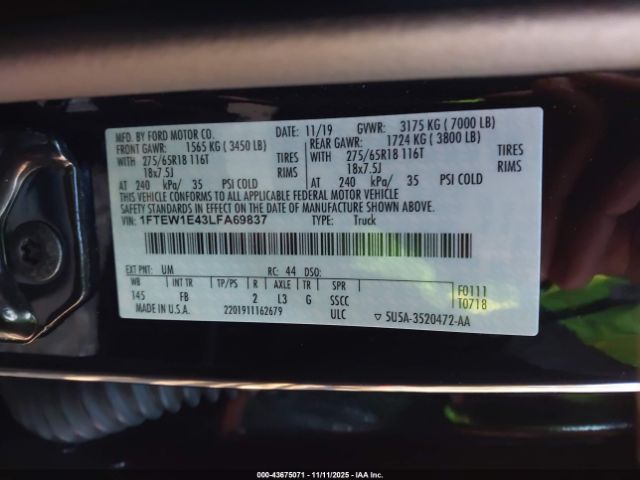 MFD. BY FORD MOTOR CO. DATE: 11/19 GVWR: 3175 KG ( 7000 LB)
FRONT GAWR: 1565 KG ( 3450 LB) REAR GAWR: 1724 KG ( 3800 LB)
WITH 275/65R18 116T TIRES WITH 275/65R18 116T TIRES
18x7.5J RIMS 18x7.5J RIMS
AT 240 kPa/ 35 PSI COLD AT 240 kPa/ 35 PSI COLD
THIS VEHICLE CONFORMS TO ALL APPLICABLE FEDERAL MOTOR VEHICLE
SAFETY STANDARDS IN EFFECT ON THE DATE OF MANUFACTURE SHOWN ABOVE.
VIN: 1FTEW1E43LFA69837 TYPE: Truck
EXT PNT: UM RC: 44 DSO:
WB INT TR TP/PS R AXLE TR SPR
145 FB 2 L3 G SSCC
F0111
T0718
MADE IN U.S.A. 2201911162679 ULC ▽ 5U5A-3520472-AA
000-43675071 - 11/11/2025 - IAA Inc.